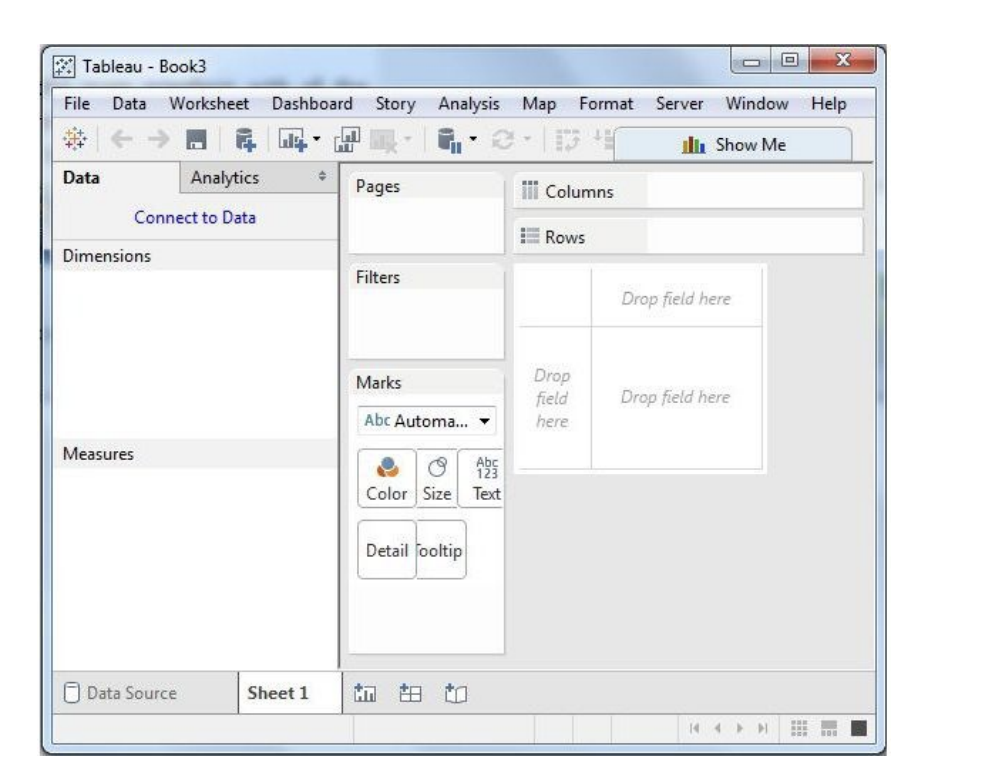 Tableau - Book3
File Data Worksheet Dashboard Story Analysis Map Format Server Window Help
Show Me
Data Analytics
Connect to Data
Dimensions
Measures
Pages
Filters
Marks
Abc Automa...
Color Size Abc 123 Text
Detail ooltip
Columns
Rows
Drop field here
Drop
field
here
Drop field here
Data Source Sheet 1